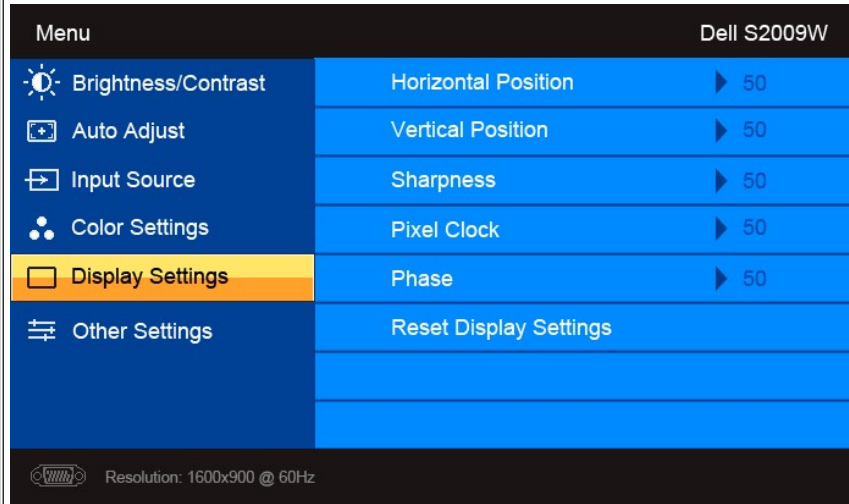 Menu Dell S2009W
Brightness/Contrast
Auto Adjust
Input Source
Color Settings
Display Settings
Other Settings
Horizontal Position 50
Vertical Position 50
Sharpness 50
Pixel Clock 50
Phase 50
Reset Display Settings
Resolution: 1600x900 @ 60Hz